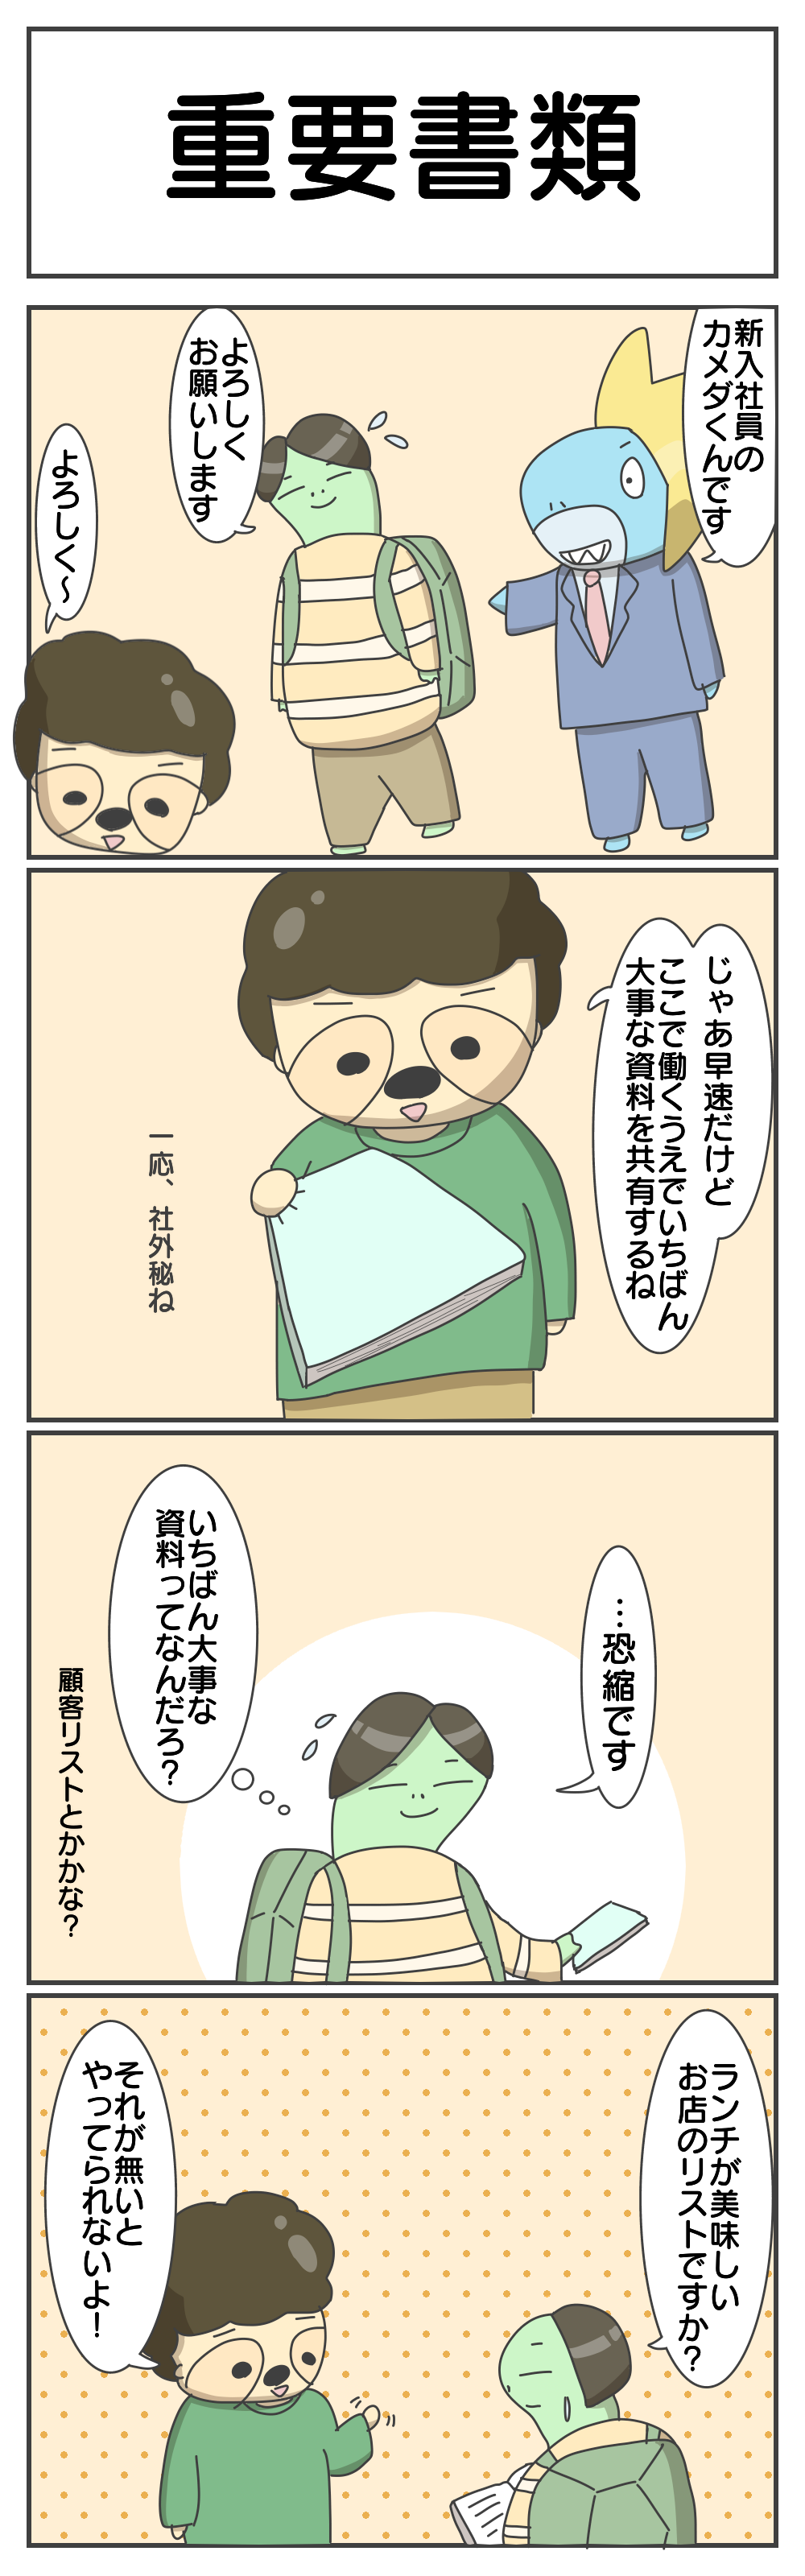 重要書類
新入社員の
カメダくんです
よろしく
お願いします
よろしく～
じゃあ早速だけど
ここで働くうえでいちばん
大事な資料を共有するね
一応、社外秘ね
…恐縮です
いちばん大事な
資料ってなんだろ？
顧客リストとかかな？
ランチが美味しい
お店のリストですか？
それが無いと
やってられないよ！